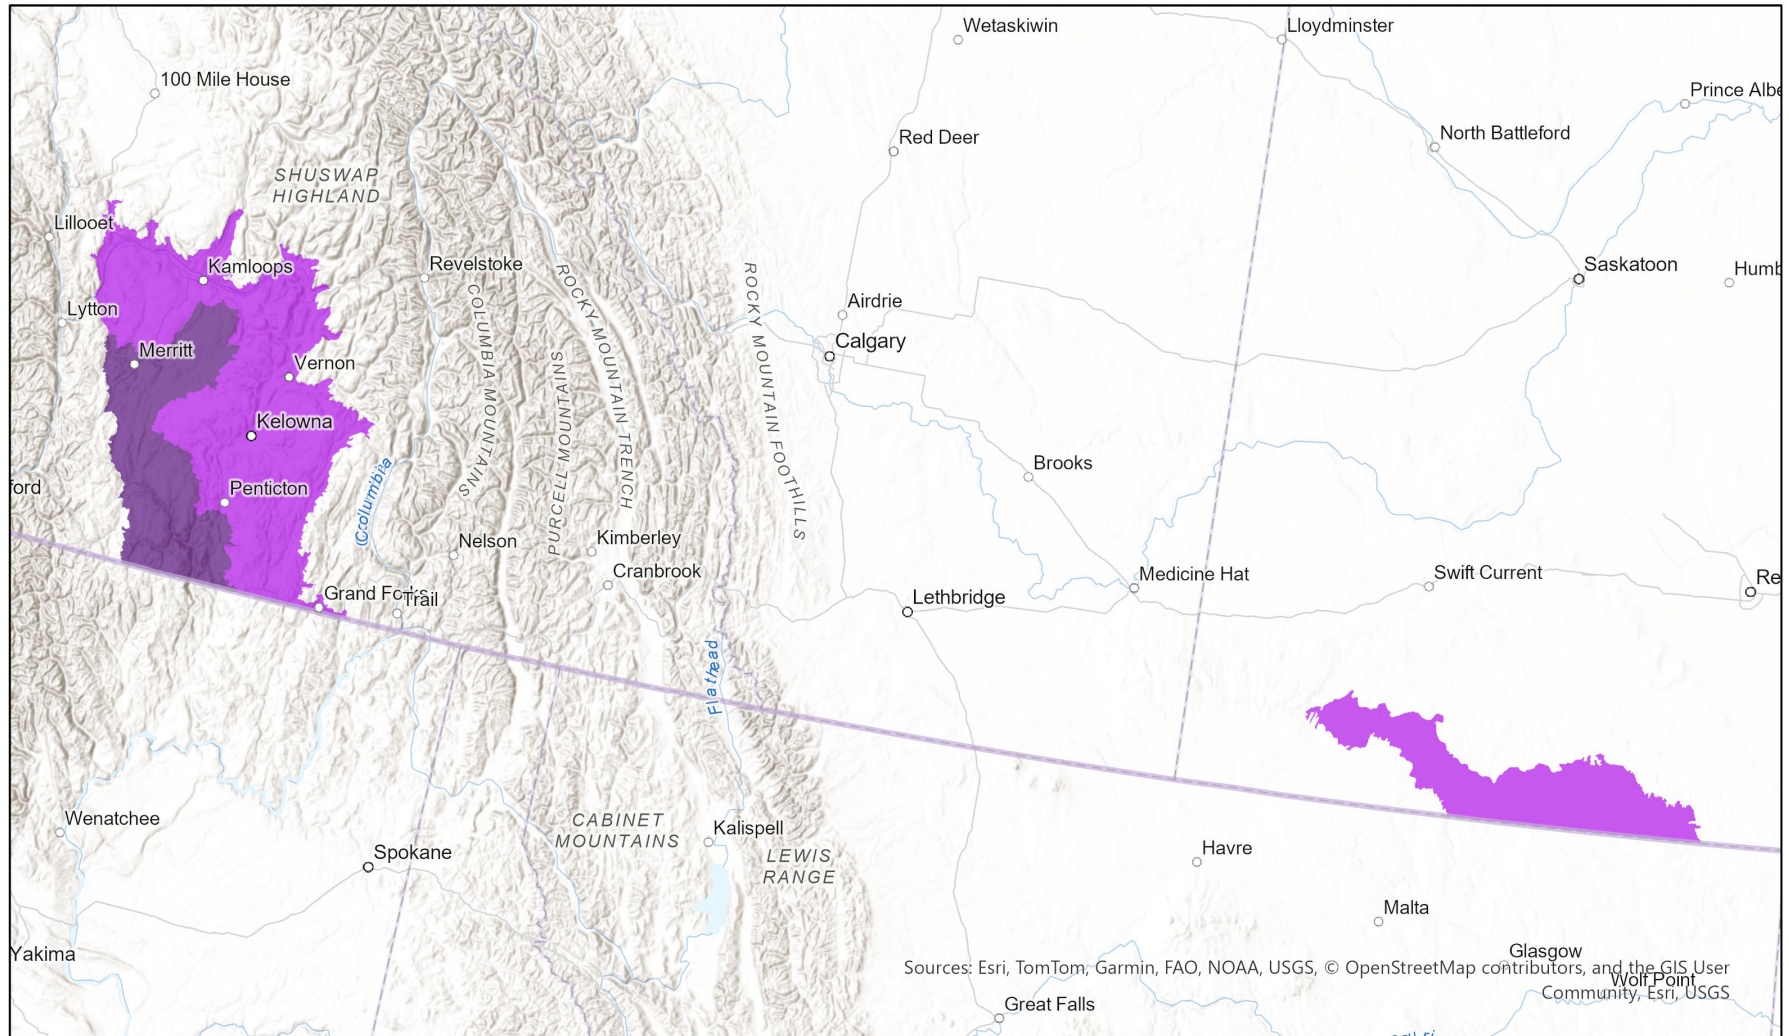 Wetaskiwin
Lloydminster
100 Mile House
Prince Albe
Red Deer
North Battleford
SHUSWAP
HIGHLAND
Lillooet
Kamloops
Revelstoke
Saskatoon
Humb
Lytton
Airdrie
Calgary
Merritt
Vernon
COLUMBIA MOUNTAINS
PURCELL MOUNTAINS
ROCKY MOUNTAIN TRENCH
ROCKY MOUNTAIN FOOTHILLS
Kelowna
Brooks
Penticton
ford
Columbia
Nelson
Kimberley
Cranbrook
Medicine Hat
Swift Current
Re
Grand Forks
Trail
Lethbridge
Flathead
Wenatchee
CABINET
MOUNTAINS
Kalispell
Spokane
LEWIS
RANGE
Havre
Malta
Yakima
Glasgow
Wolf Point
Sources: Esri, TomTom, Garmin, FAO, NOAA, USGS, © OpenStreetMap contributors, and the GIS User
Community, Esri, USGS
Great Falls